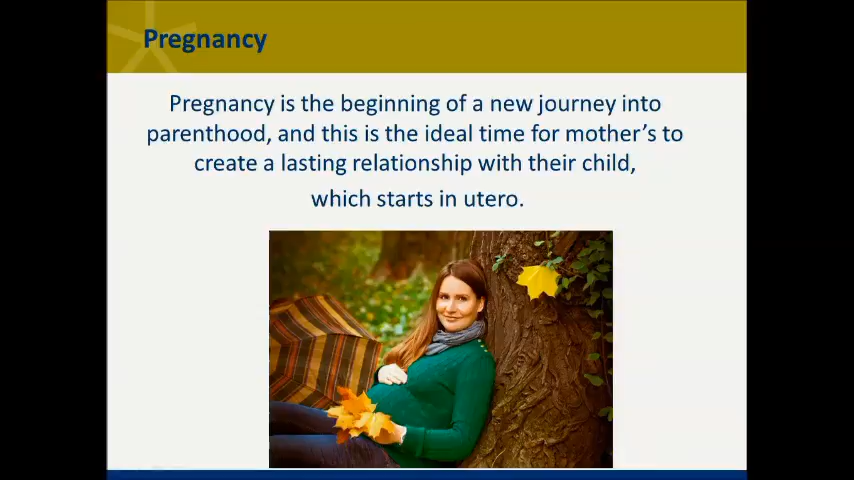 Pregnancy
Pregnancy is the beginning of a new journey into
parenthood, and this is the ideal time for mother's to
create a lasting relationship with their child,
which starts in utero.